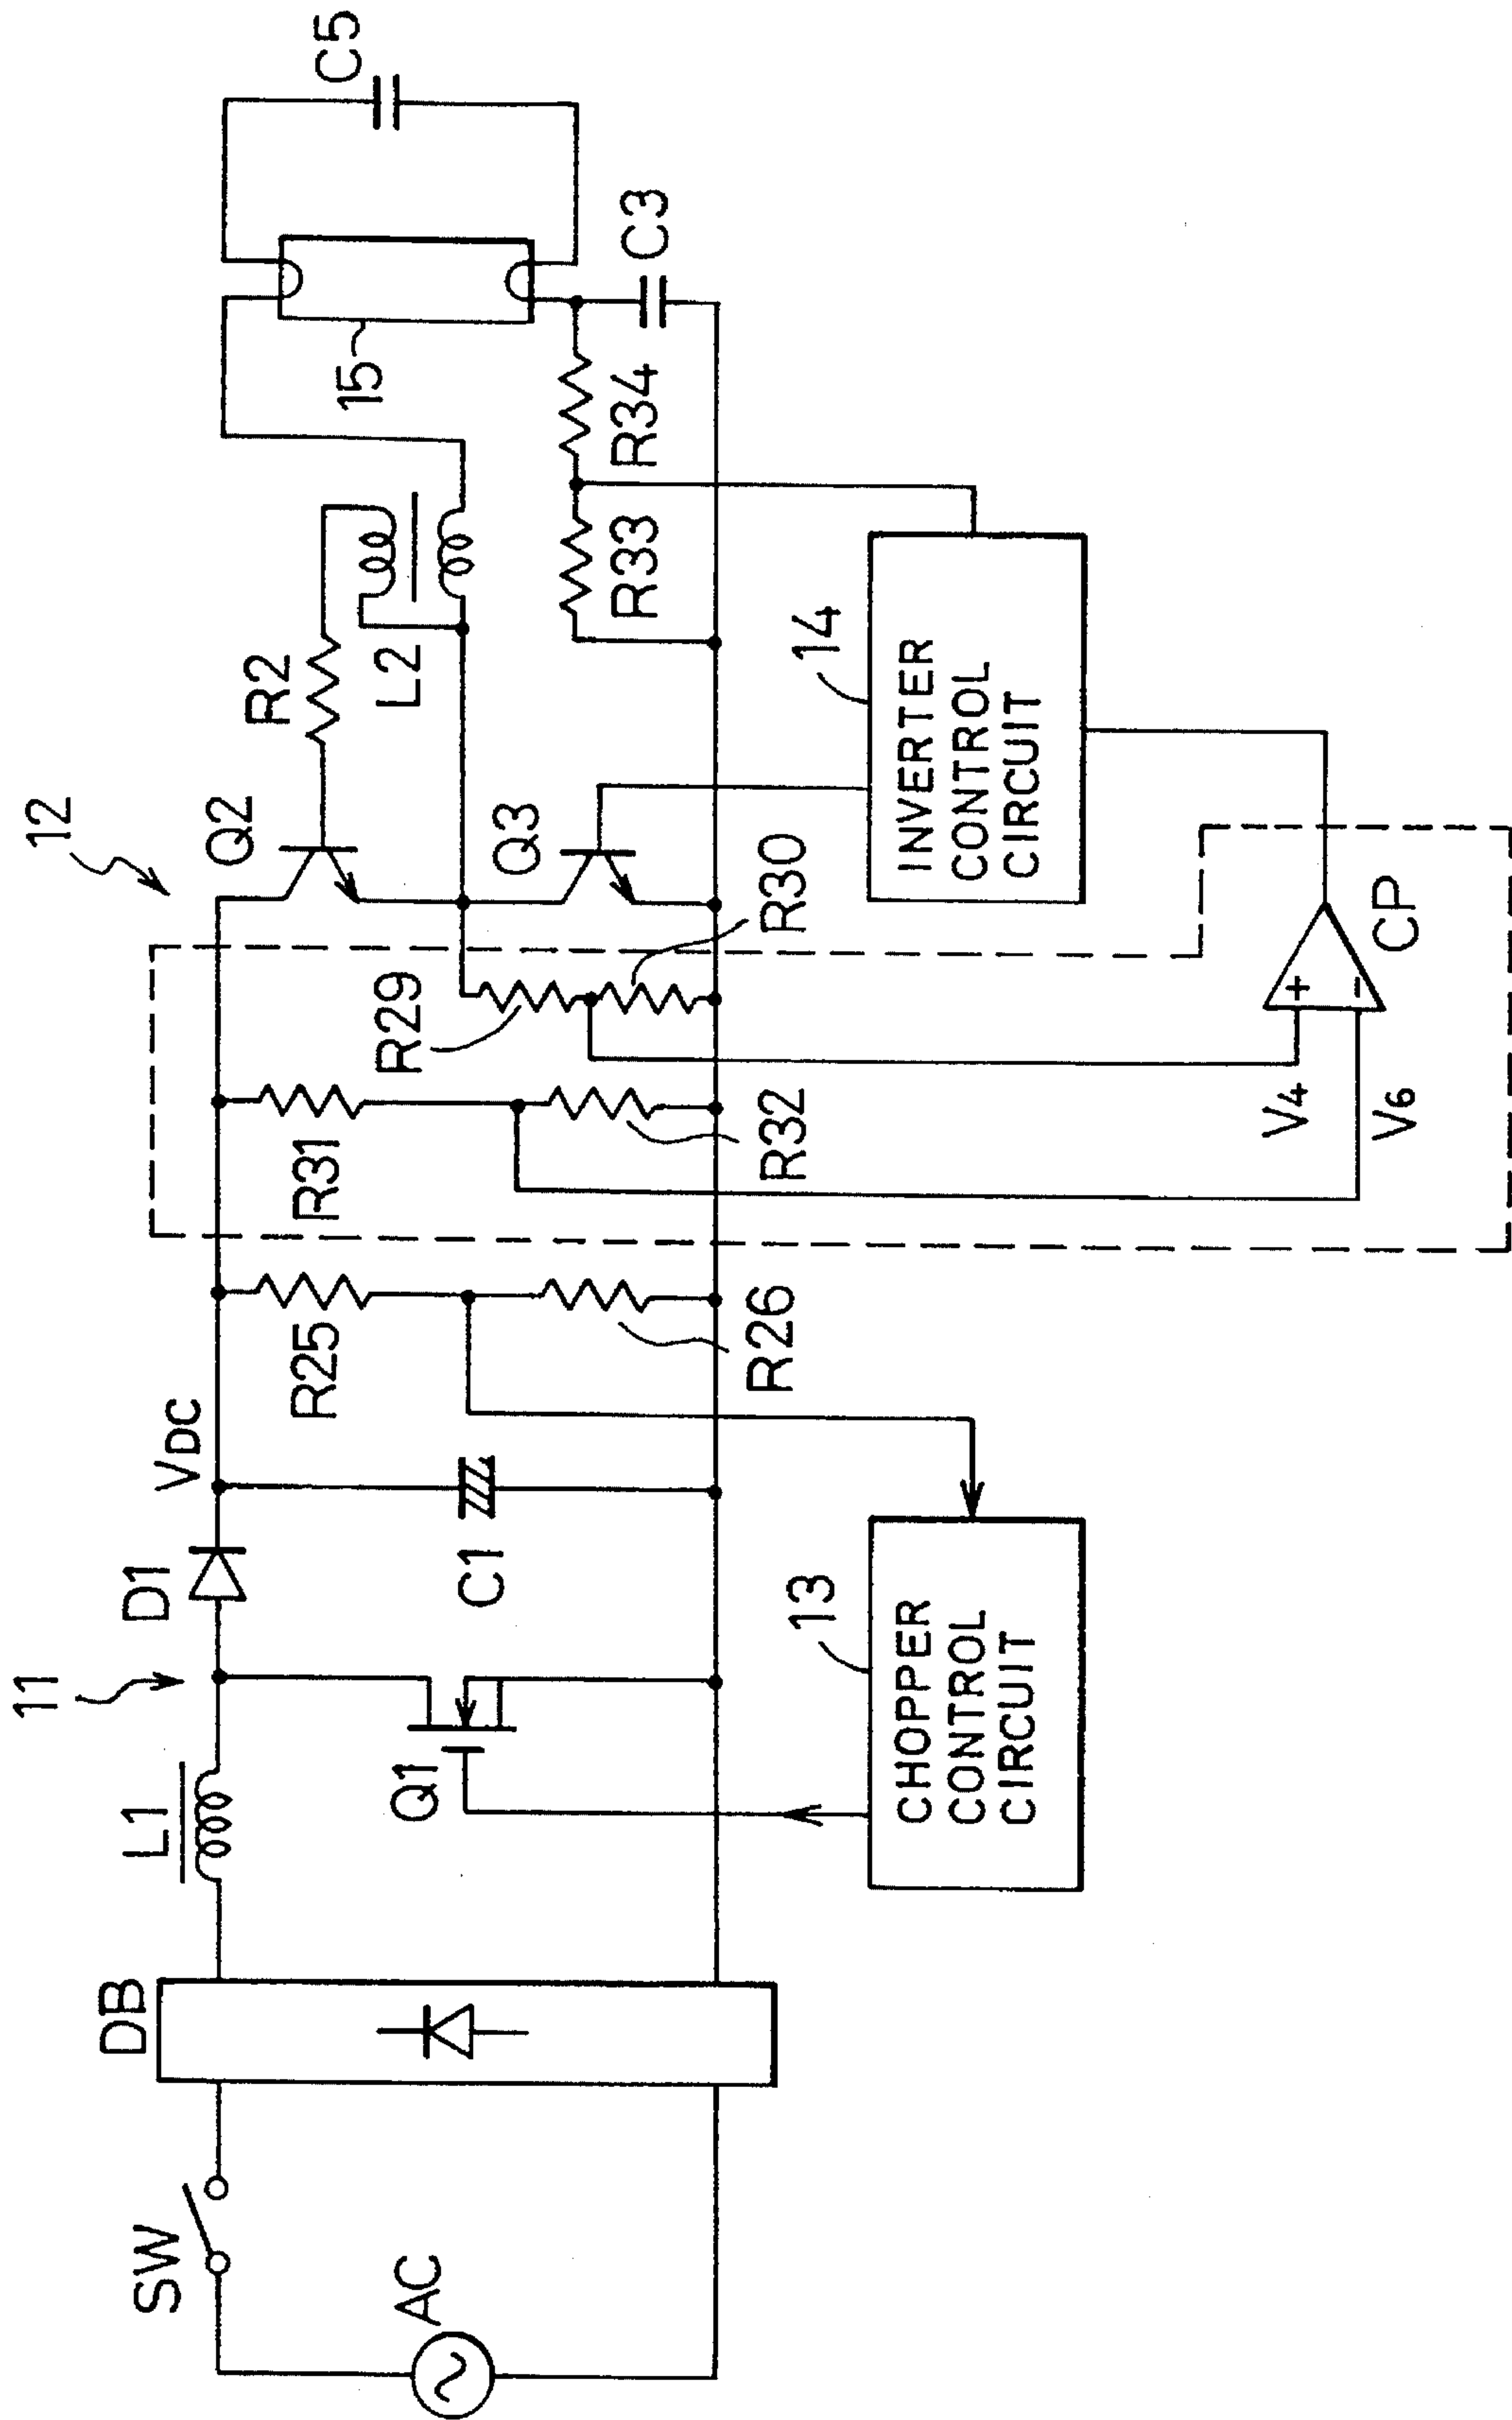 11
12
SW
AC
DB
L1
Q1
D1
VDC
C1
R25
R26
R31
R32
R29
R30
Q2
Q3
R2
L2
R33
R34
15
C3
C5
13
CHOPPER
CONTROL
CIRCUIT
14
INVERTER
CONTROL
CIRCUIT
V4
V6
+
−
CP